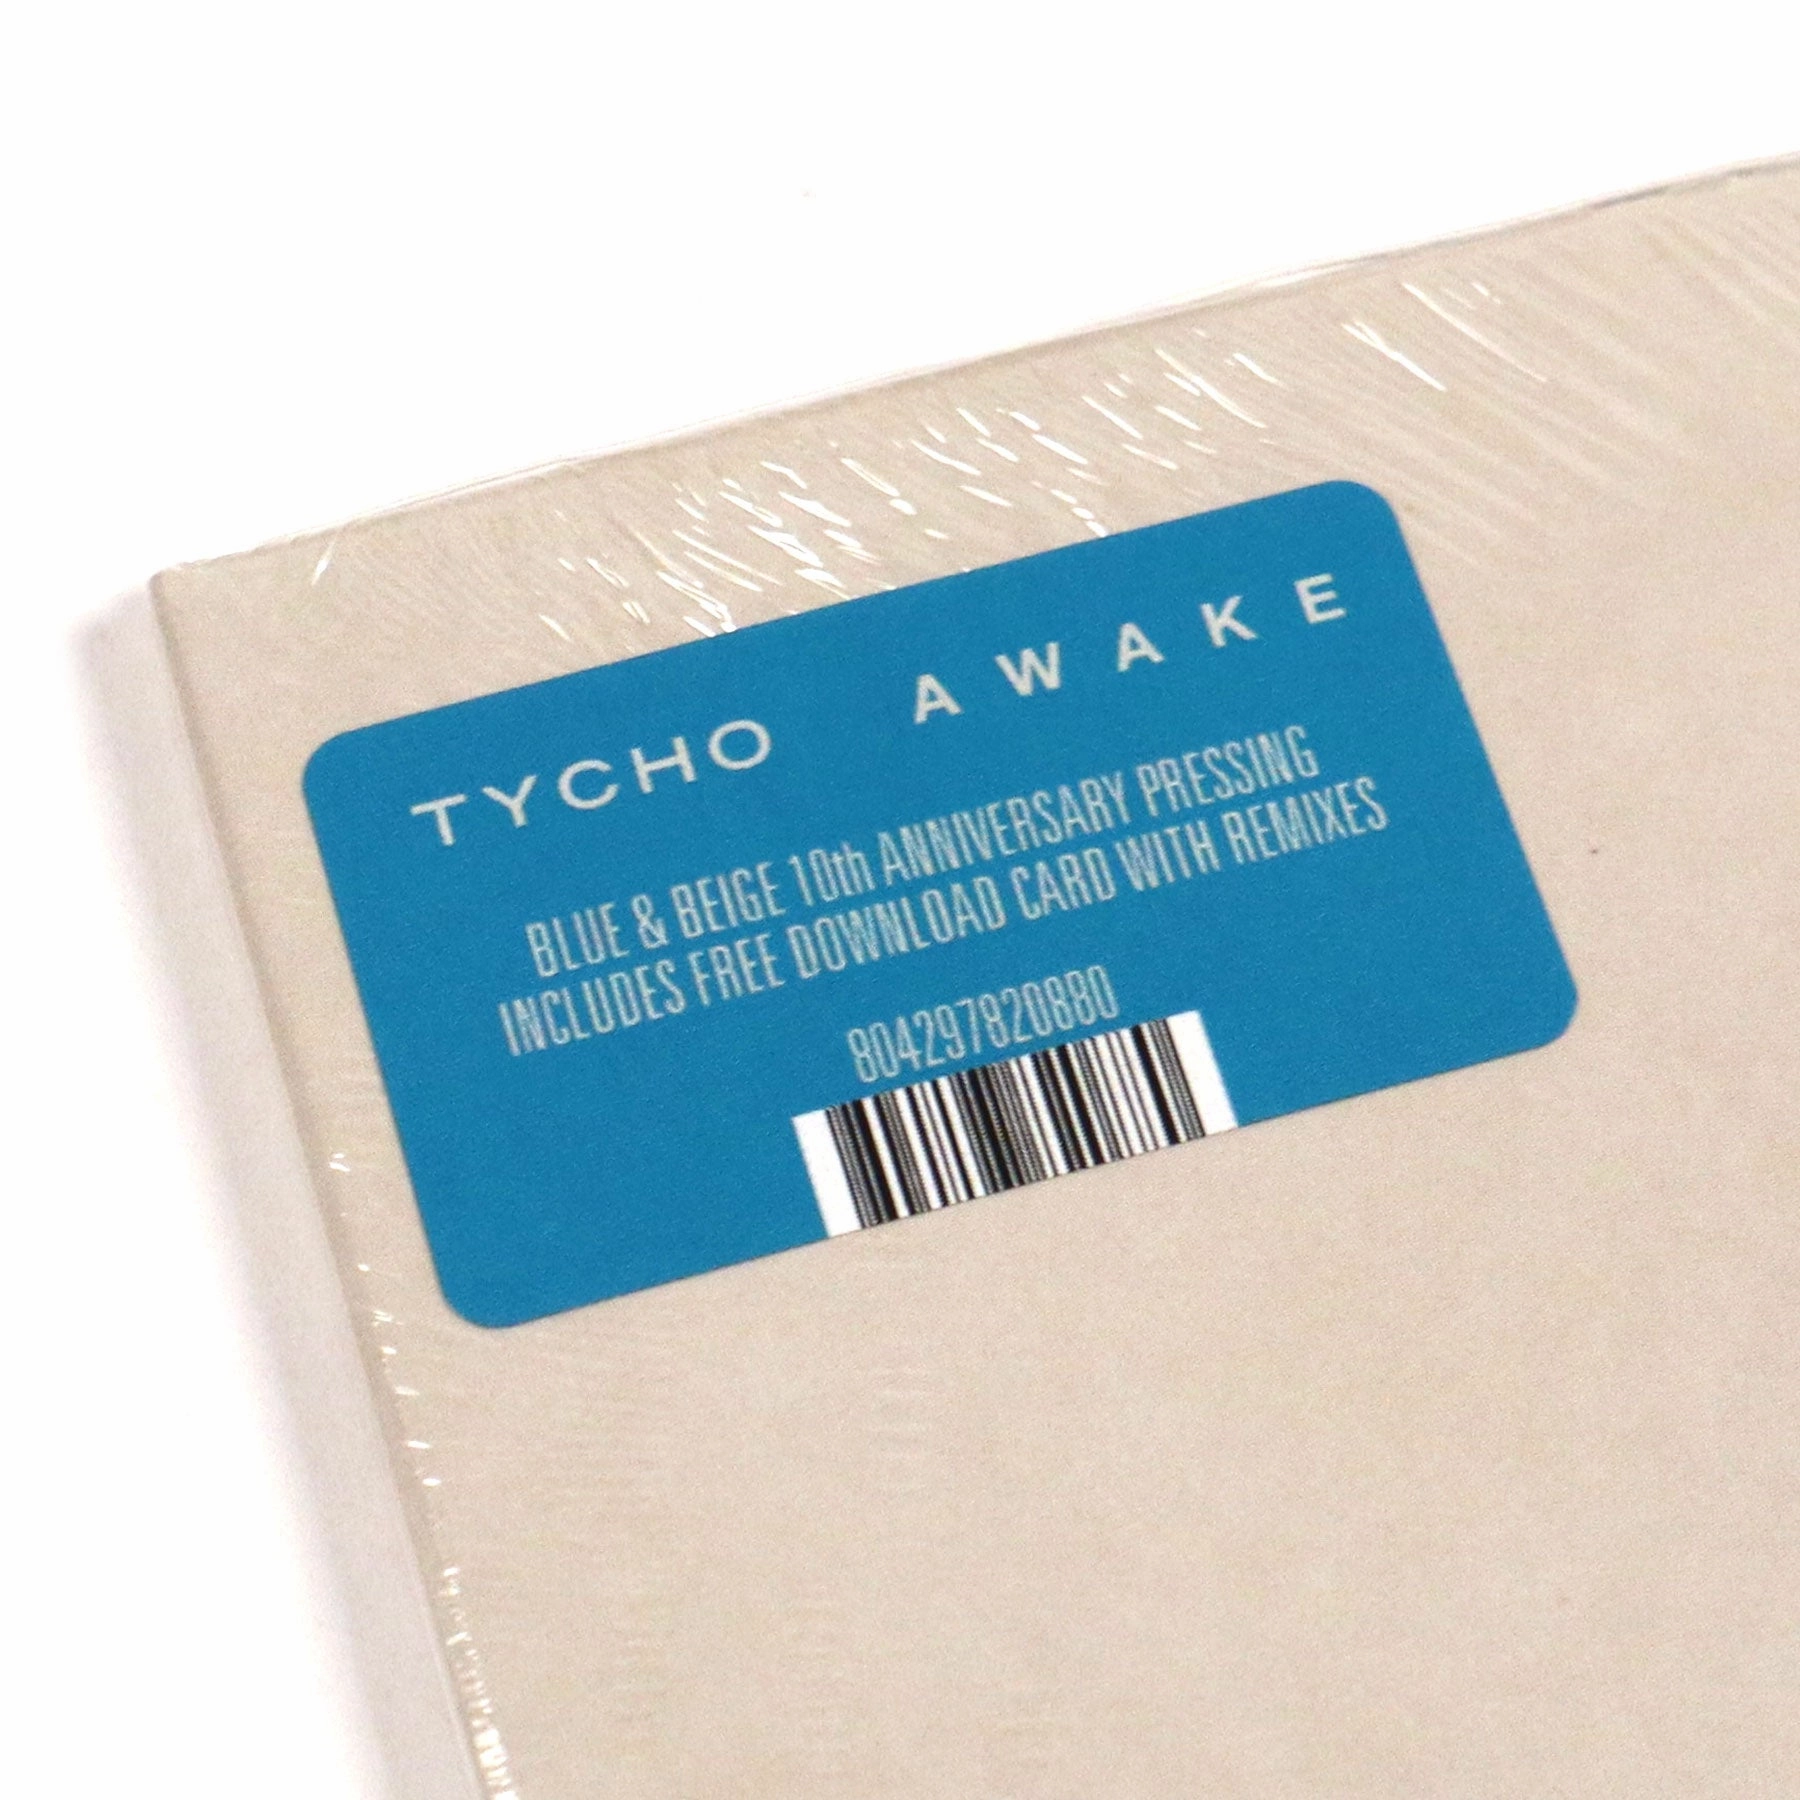 TYCHO AWAKE
BLUE & BEIGE 10th ANNIVERSARY PRESSING
INCLUDES FREE DOWNLOAD CARD WITH REMIXES
804297820880